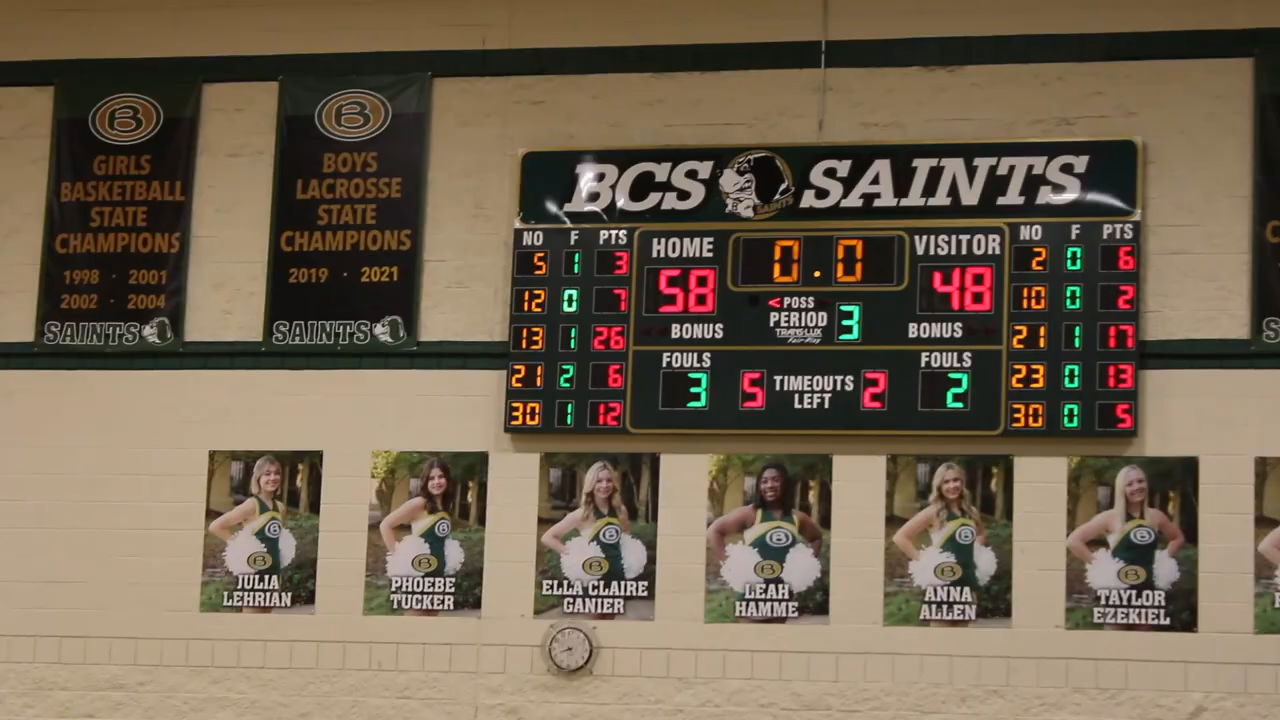 B
GIRLS
BASKETBALL
STATE
CHAMPIONS
1998 · 2001
2002 · 2004
SAINTS
B
BOYS
LACROSSE
STATE
CHAMPIONS
2019 · 2021
SAINTS
BCS SAINTS
NO F PTS
5 1 3
12 0 7
13 1 26
21 2 6
30 1 12
HOME 0.0 VISITOR
58 48
<POSS
PERIOD 3
TRANS-LUX
Fair-Play
BONUS BONUS
FOULS FOULS
3 5 TIMEOUTS LEFT 2 2
NO F PTS
2 0 6
10 0 2
21 1 17
23 0 13
30 0 5
JULIA
LEHRIAN
PHOEBE
TUCKER
ELLA CLAIRE
GANIER
LEAH
HAMME
ANNA
ALLEN
TAYLOR
EZEKIEL